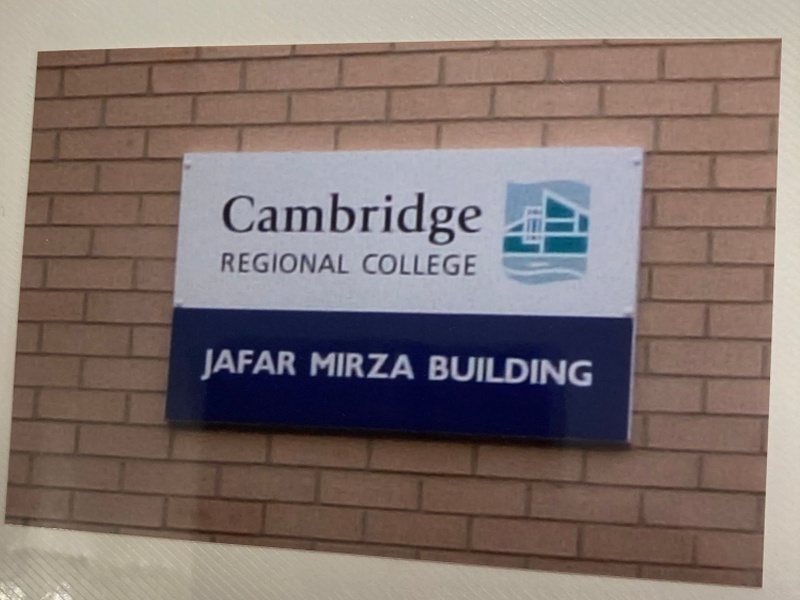 Cambridge
REGIONAL COLLEGE
JAFAR MIRZA BUILDING